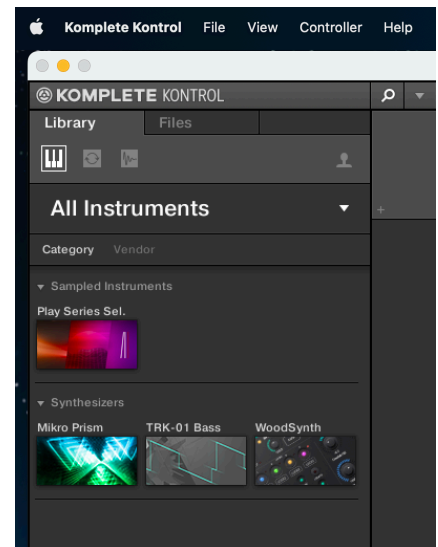 Komplete Kontrol File View Controller Help
KOMPLETE KONTROL
Library Files
All Instruments
+
Category Vendor
Sampled Instruments
Play Series Sel.
Synthesizers
Mikro Prism TRK-01 Bass WoodSynth